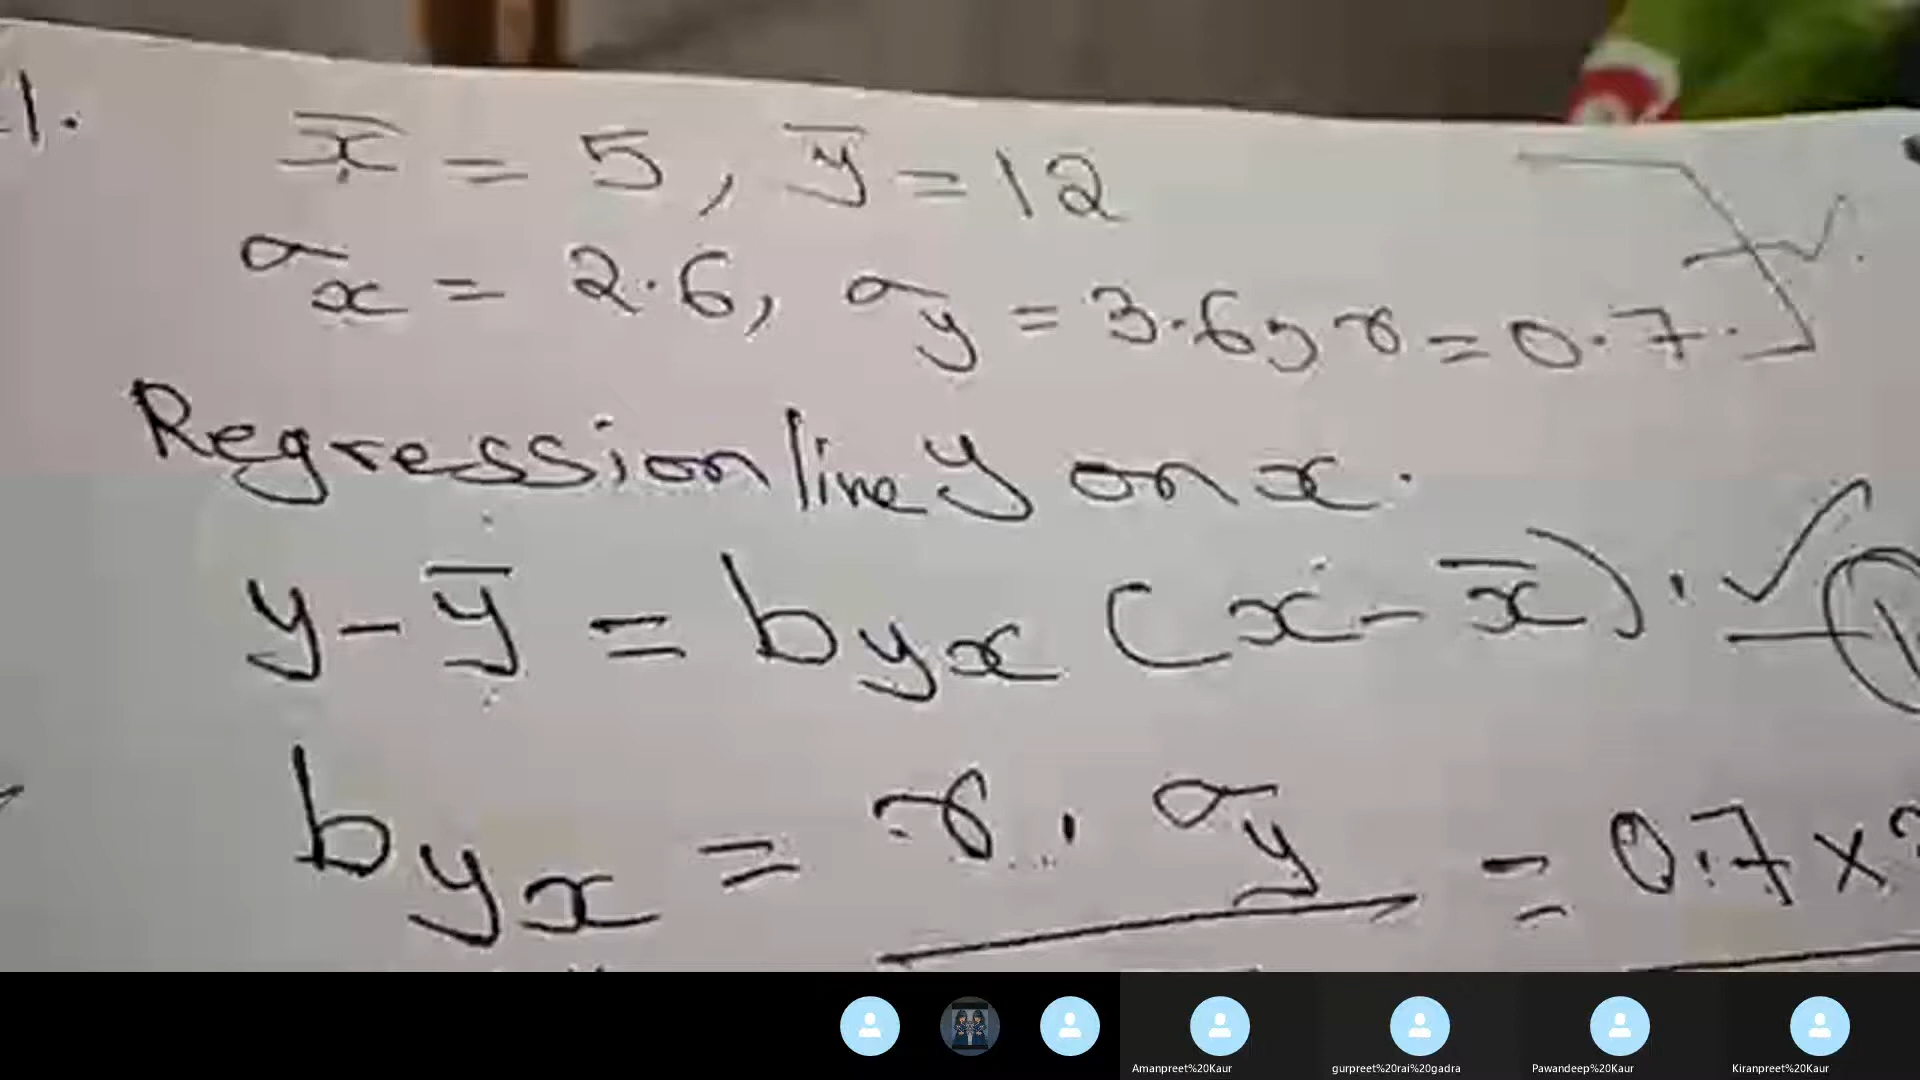 1.
x̄ = 5, ȳ = 12
σx = 2.6, σy = 3.6, r = 0.7.
Regression line y on x.
y - ȳ = byx (x - x̄).
byx = r. σy = 0.7 ×
Amanpreet%20Kaur
gurpreet%20rai%20gadra
Pawandeep%20Kaur
Kiranpreet%20Kaur